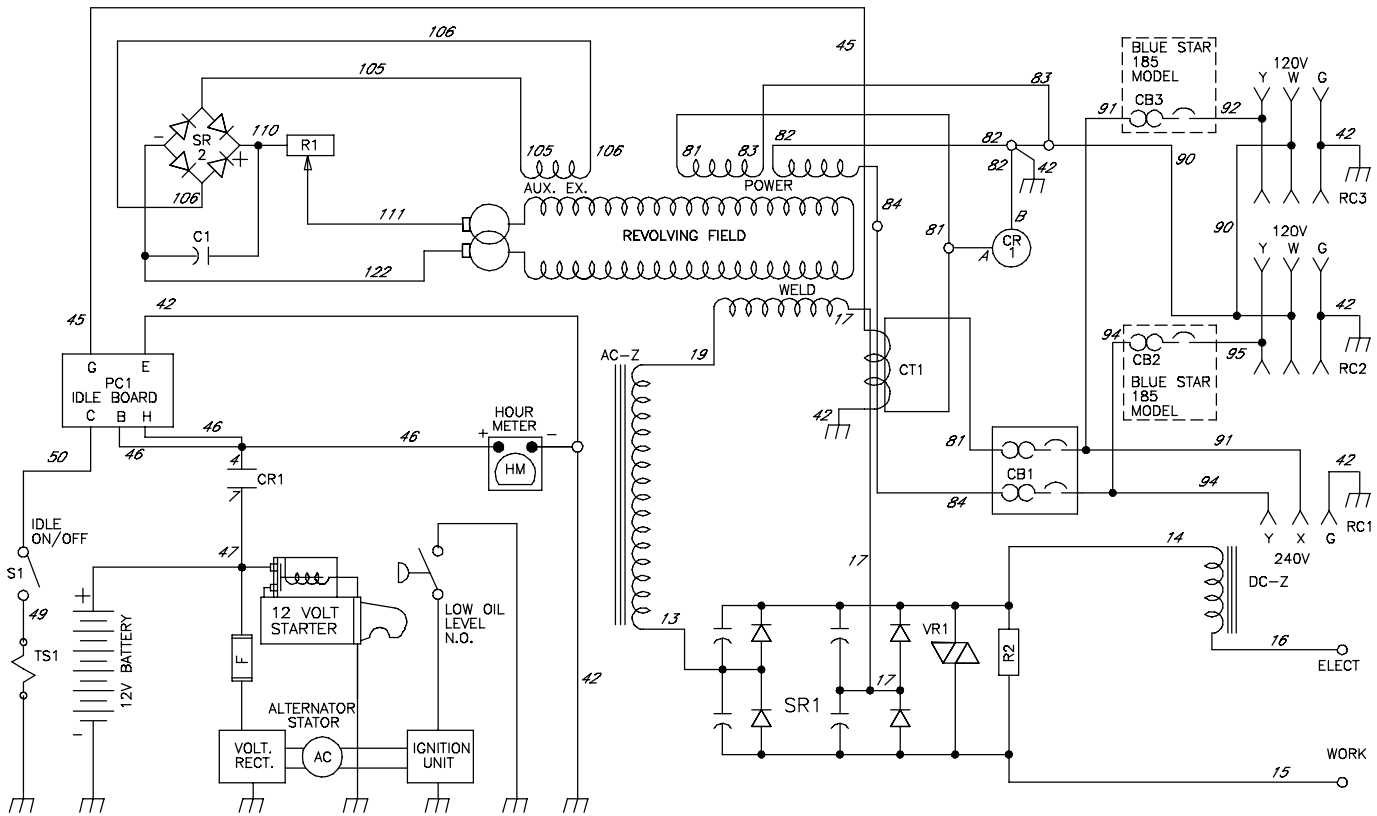 106
45
BLUE STAR
185
MODEL
120V
Y W G
105
83
CB3
91
92
SR
2
-
+
110
R1
82
82
82
42
42
90
RC3
105
106
81
83
AUX. EX.
POWER
106
84
B
CR
1
A
111
81
90
120V
Y W G
C1
REVOLVING FIELD
122
WELD
42
42
45
17
94
95
CB2
RC2
AC-Z
19
CT1
BLUE STAR
185
MODEL
G E
PC1
IDLE BOARD
C B H
HOUR
METER
42
46
46
+
-
81
91
50
46
4
HM
CB1
42
CR1
7
84
94
RC1
Y X G
240V
IDLE
ON/OFF
47
17
14
S1
DC-Z
+
49
12 VOLT
STARTER
LOW OIL
LEVEL
N.O.
13
VR1
TS1
12V BATTERY
F
R2
16
ELECT
42
17
SR1
-
ALTERNATOR
STATOR
VOLT.
RECT.
AC
IGNITION
UNIT
WORK
15